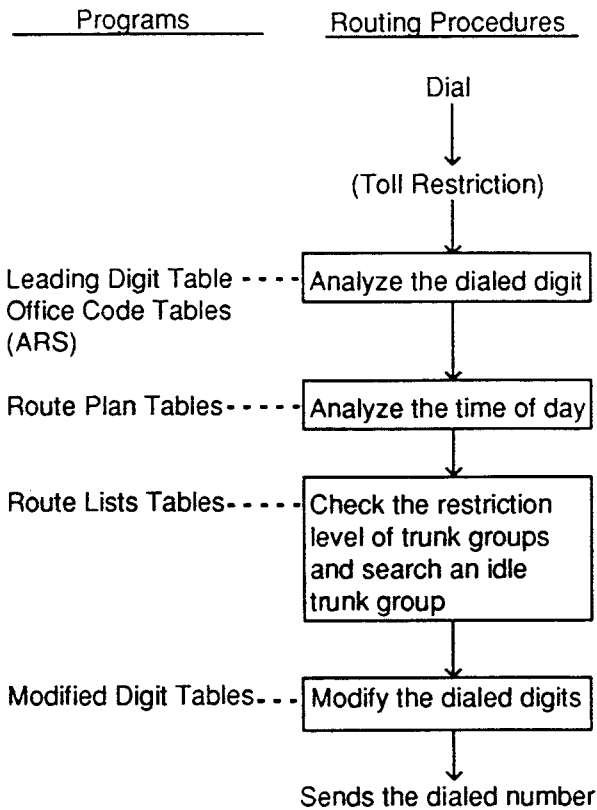 Programs
Routing Procedures
Dial
(Toll Restriction)
Leading Digit Table
Office Code Tables
(ARS)
Analyze the dialed digit
Route Plan Tables
Analyze the time of day
Route Lists Tables
Check the restriction
level of trunk groups
and search an idle
trunk group
Modified Digit Tables
Modify the dialed digits
Sends the dialed number